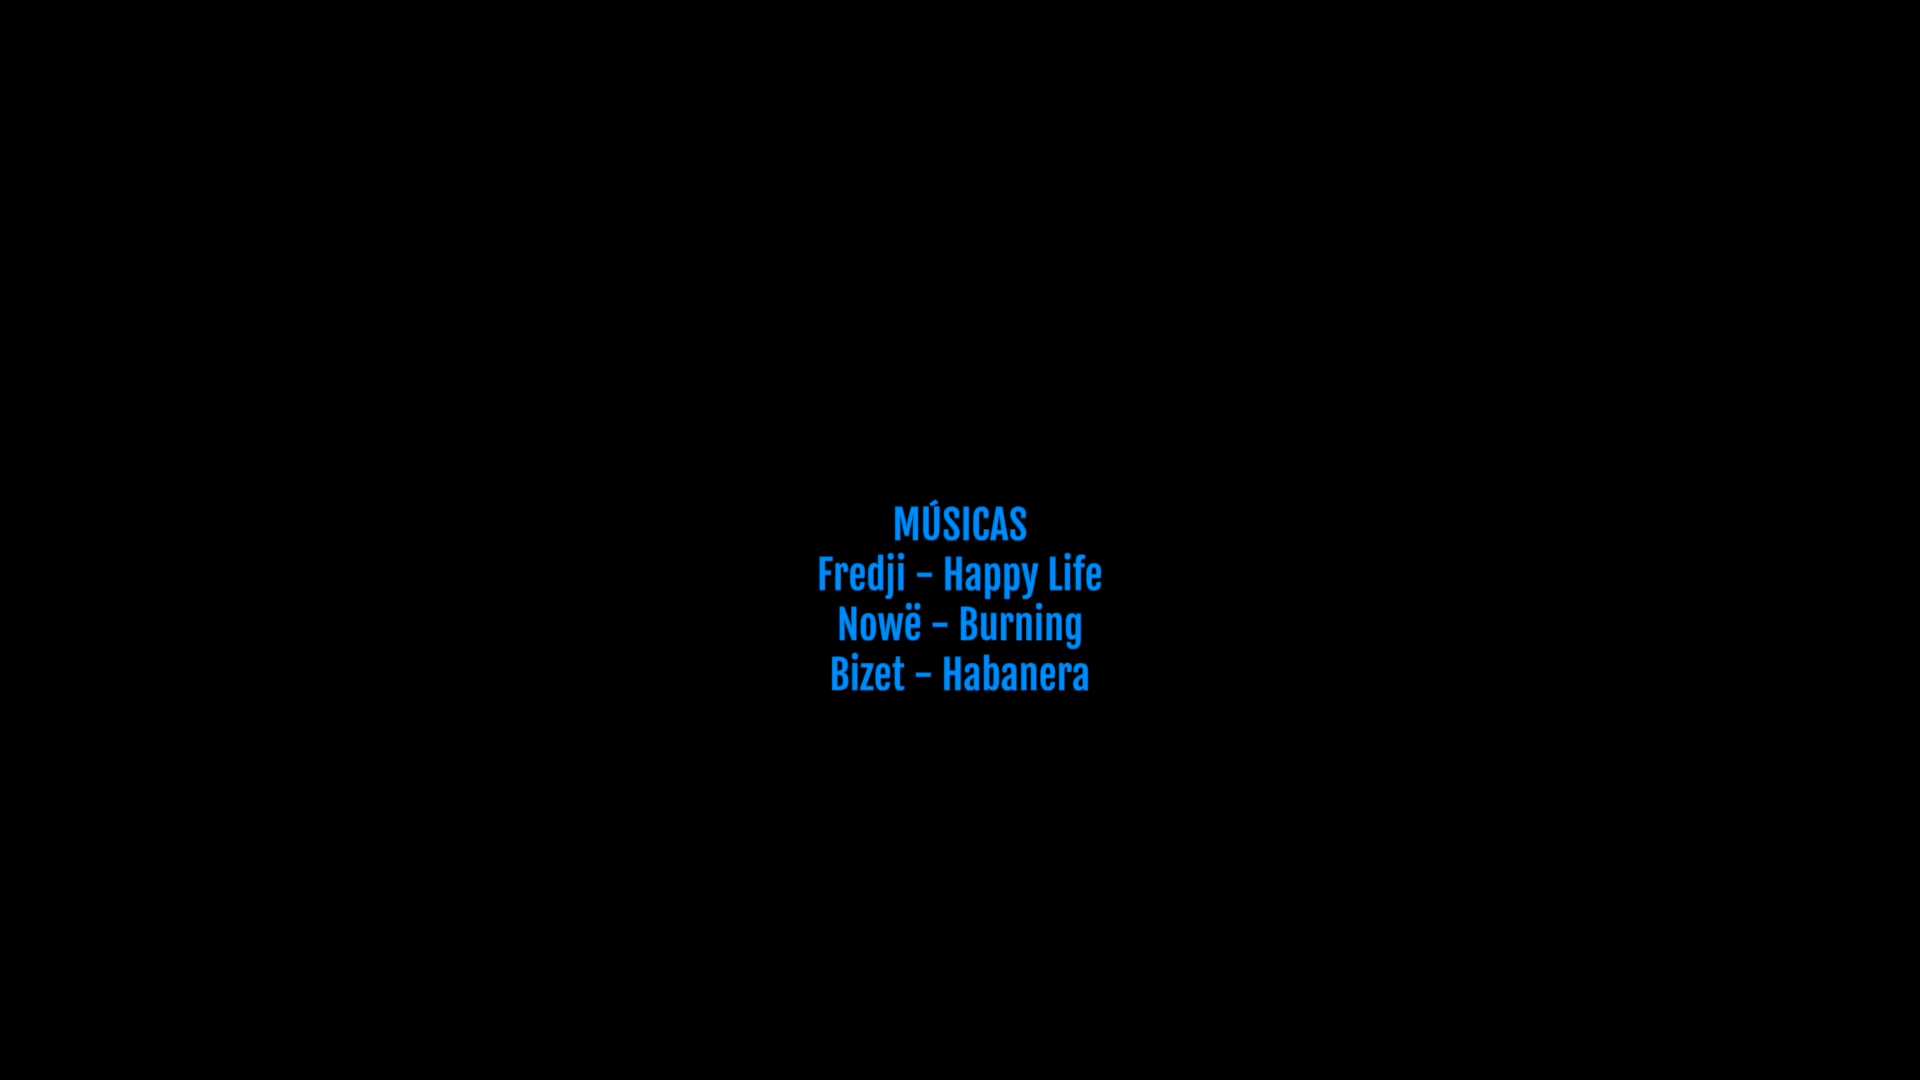 MÚSICAS
Fredji - Happy Life
Nowë - Burning
Bizet - Habanera